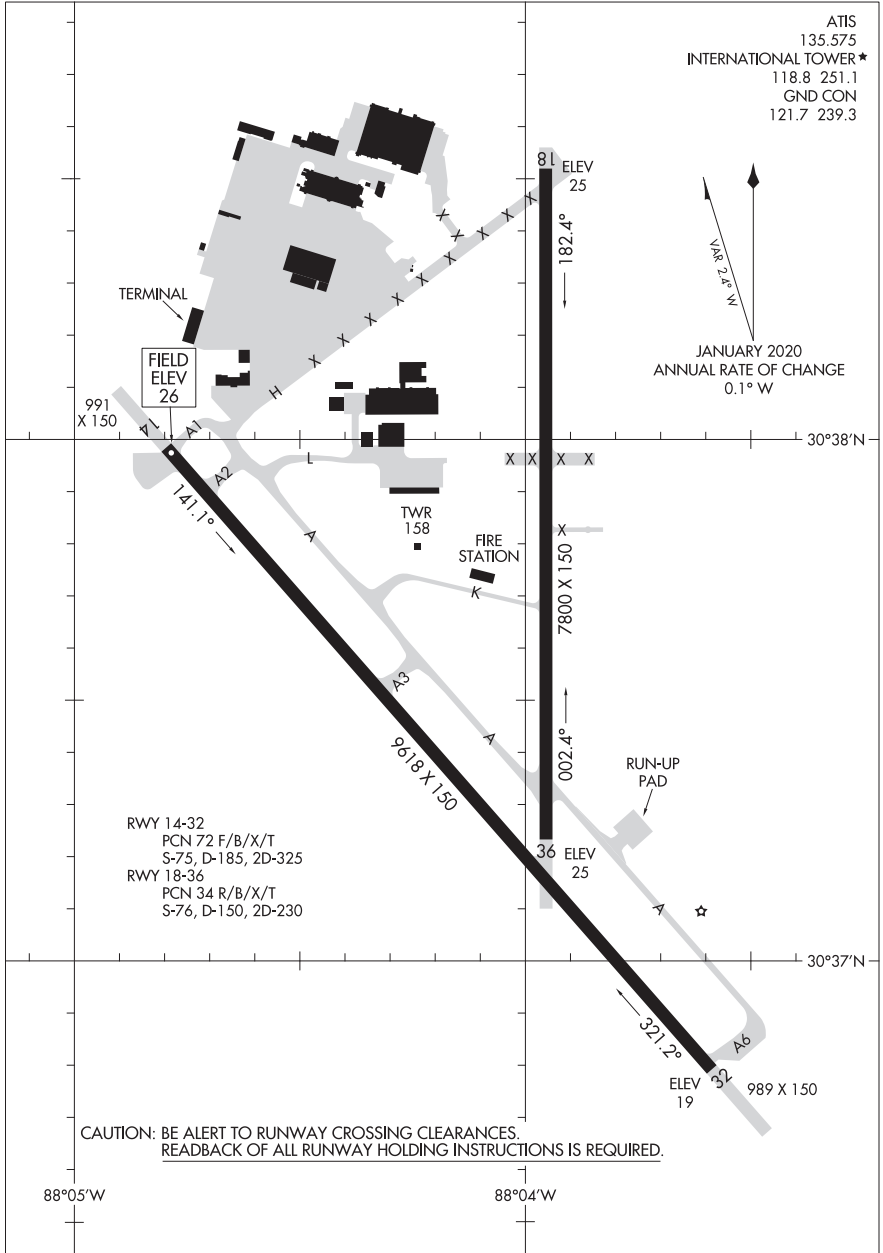 ATIS
135.575
INTERNATIONAL TOWER★
118.8 251.1
GND CON
121.7 239.3
18
ELEV
25
182.4°
VAR 2.4° W
JANUARY 2020
ANNUAL RATE OF CHANGE
0.1° W
TERMINAL
FIELD
ELEV
26
991
X 150
14
A1
H
X X X X X X X X X
X
X
30°38'N
A2
L
X X X X
141.1°
TWR
158
A
FIRE
STATION
X
K
7800 X 150
A3
A
9618 X 150
002.4°
RUN-UP
PAD
RWY 14-32
PCN 72 F/B/X/T
S-75, D-185, 2D-325
RWY 18-36
PCN 34 R/B/X/T
S-76, D-150, 2D-230
36
ELEV
25
A
30°37'N
321.2°
A6
ELEV
19
32
989 X 150
CAUTION: BE ALERT TO RUNWAY CROSSING CLEARANCES.
READBACK OF ALL RUNWAY HOLDING INSTRUCTIONS IS REQUIRED.
88°05'W
88°04'W